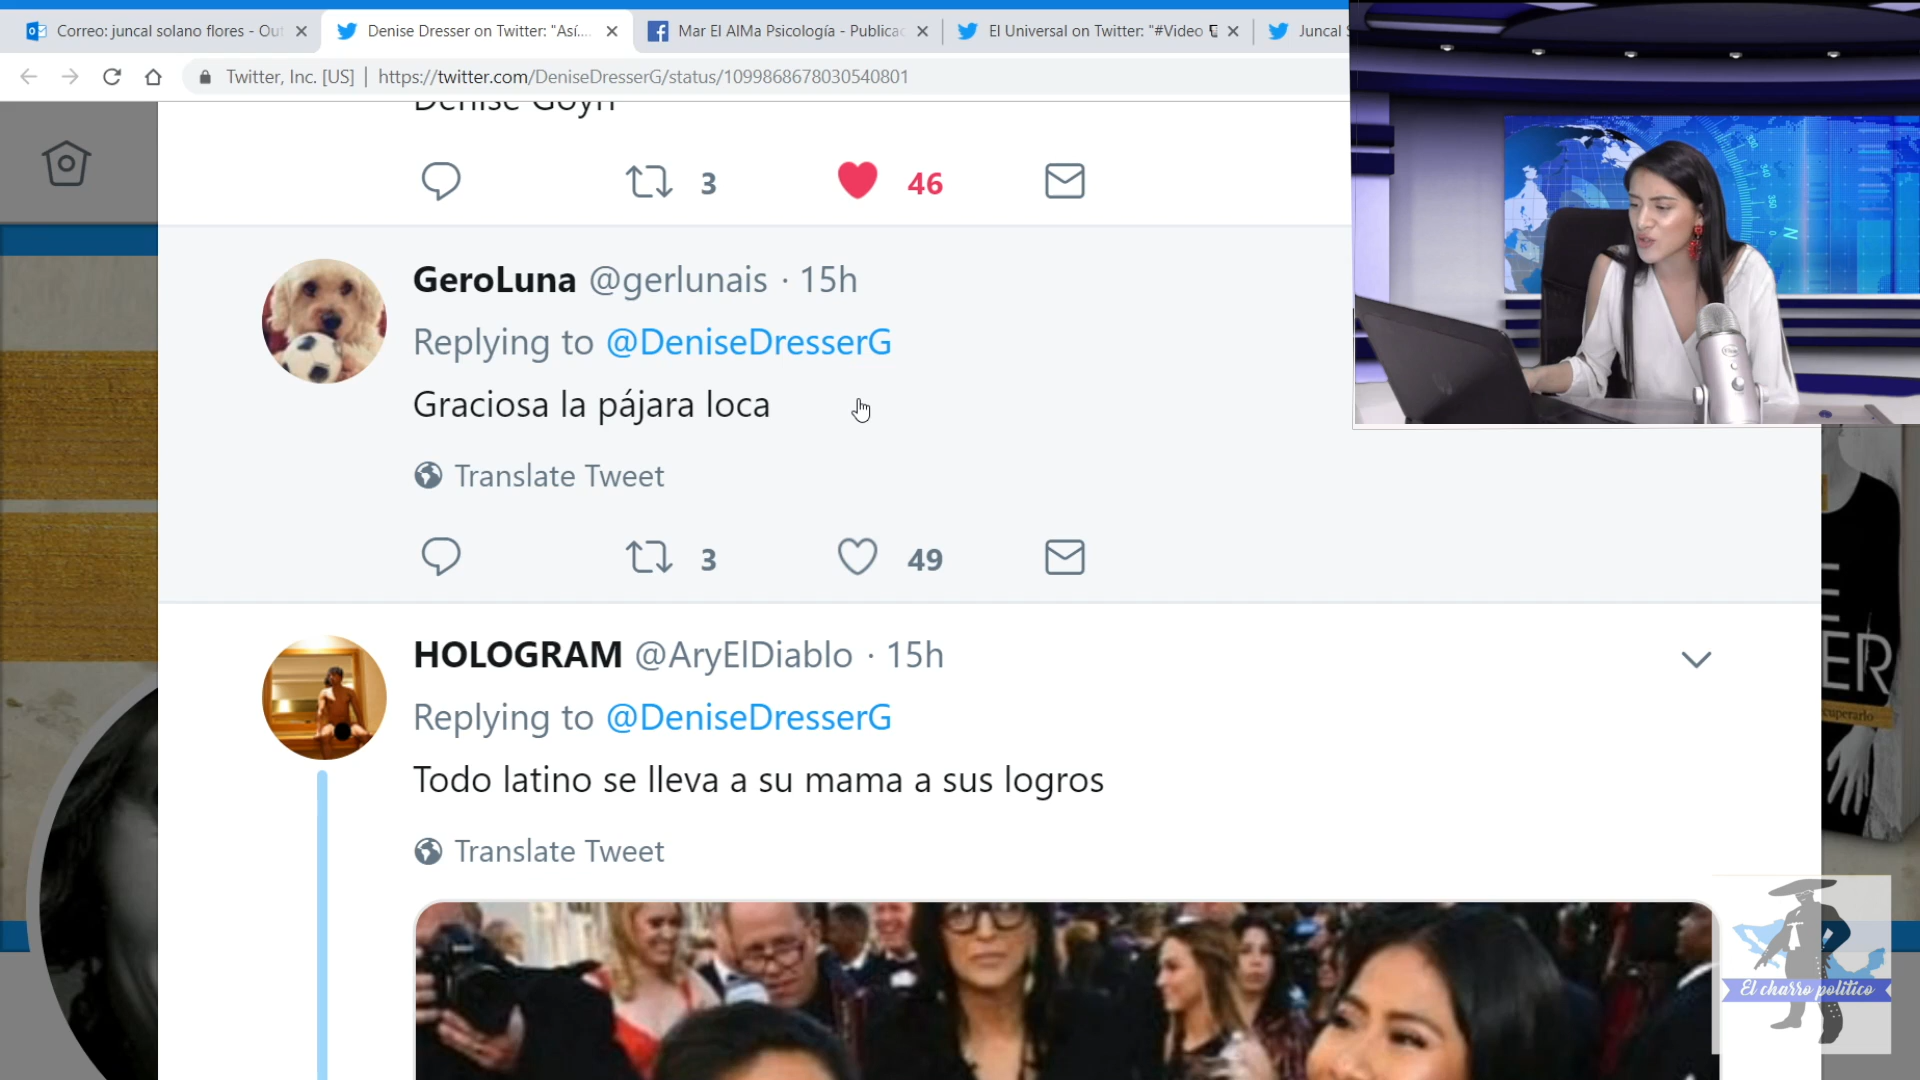 Correo: juncal solano flores - Out
Denise Dresser on Twitter: "Así....
Mar El AlMa Psicología - Publicac
El Universal on Twitter: "#Video
Juncal S
Twitter, Inc. [US] | https://twitter.com/DeniseDresserG/status/1099868678030540801
3
46
GeroLuna @gerlunais · 15h
Replying to @DeniseDresserG
Graciosa la pájara loca
Translate Tweet
3
49
HOLOGRAM @AryElDiablo · 15h
Replying to @DeniseDresserG
Todo latino se lleva a su mama a sus logros
Translate Tweet
E
ER
cuperarlo
El charro político